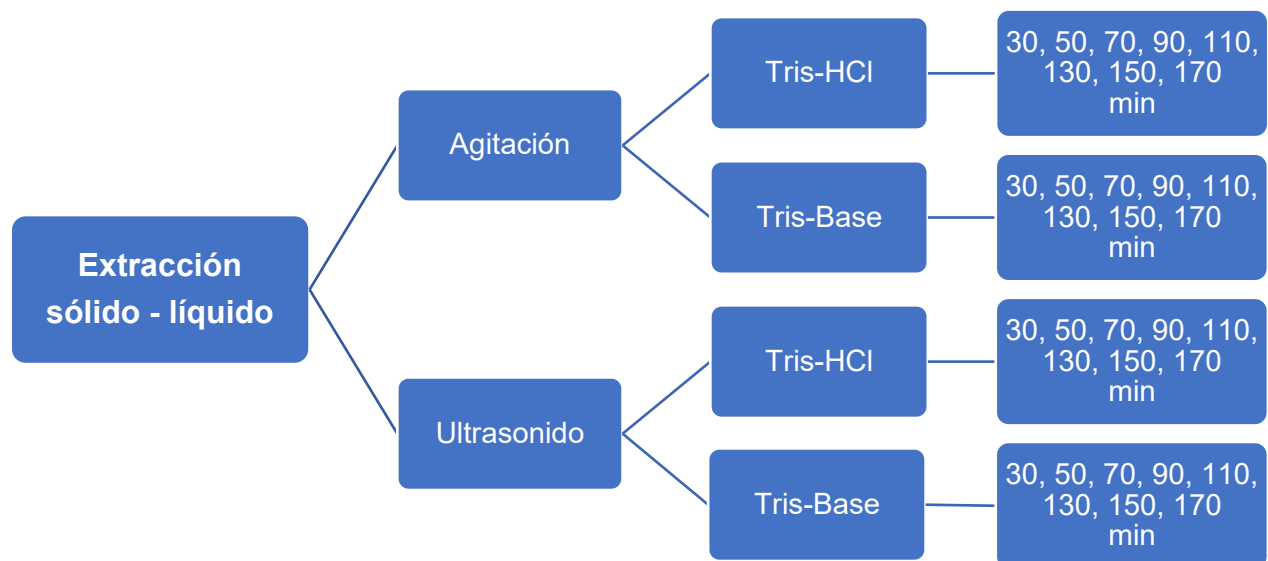 Extracción
sólido - líquido
Agitación
Tris-HCl
30, 50, 70, 90, 110,
130, 150, 170
min
Tris-Base
30, 50, 70, 90, 110,
130, 150, 170
min
Ultrasonido
Tris-HCl
30, 50, 70, 90, 110,
130, 150, 170
min
Tris-Base
30, 50, 70, 90, 110,
130, 150, 170
min